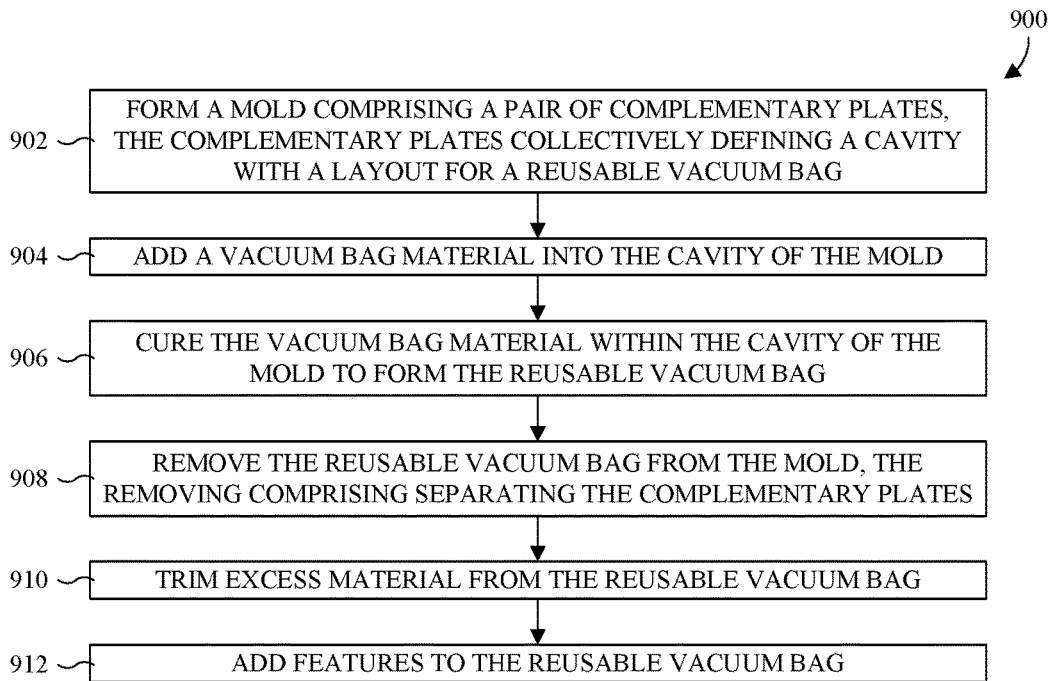 900
FORM A MOLD COMPRISING A PAIR OF COMPLEMENTARY PLATES,
902
THE COMPLEMENTARY PLATES COLLECTIVELY DEFINING A CAVITY
WITH A LAYOUT FOR A REUSABLE VACUUM BAG
904
ADD A VACUUM BAG MATERIAL INTO THE CAVITY OF THE MOLD
906
CURE THE VACUUM BAG MATERIAL WITHIN THE CAVITY OF THE
MOLD TO FORM THE REUSABLE VACUUM BAG
908
REMOVE THE REUSABLE VACUUM BAG FROM THE MOLD, THE
REMOVING COMPRISING SEPARATING THE COMPLEMENTARY PLATES
910
TRIM EXCESS MATERIAL FROM THE REUSABLE VACUUM BAG
912
ADD FEATURES TO THE REUSABLE VACUUM BAG